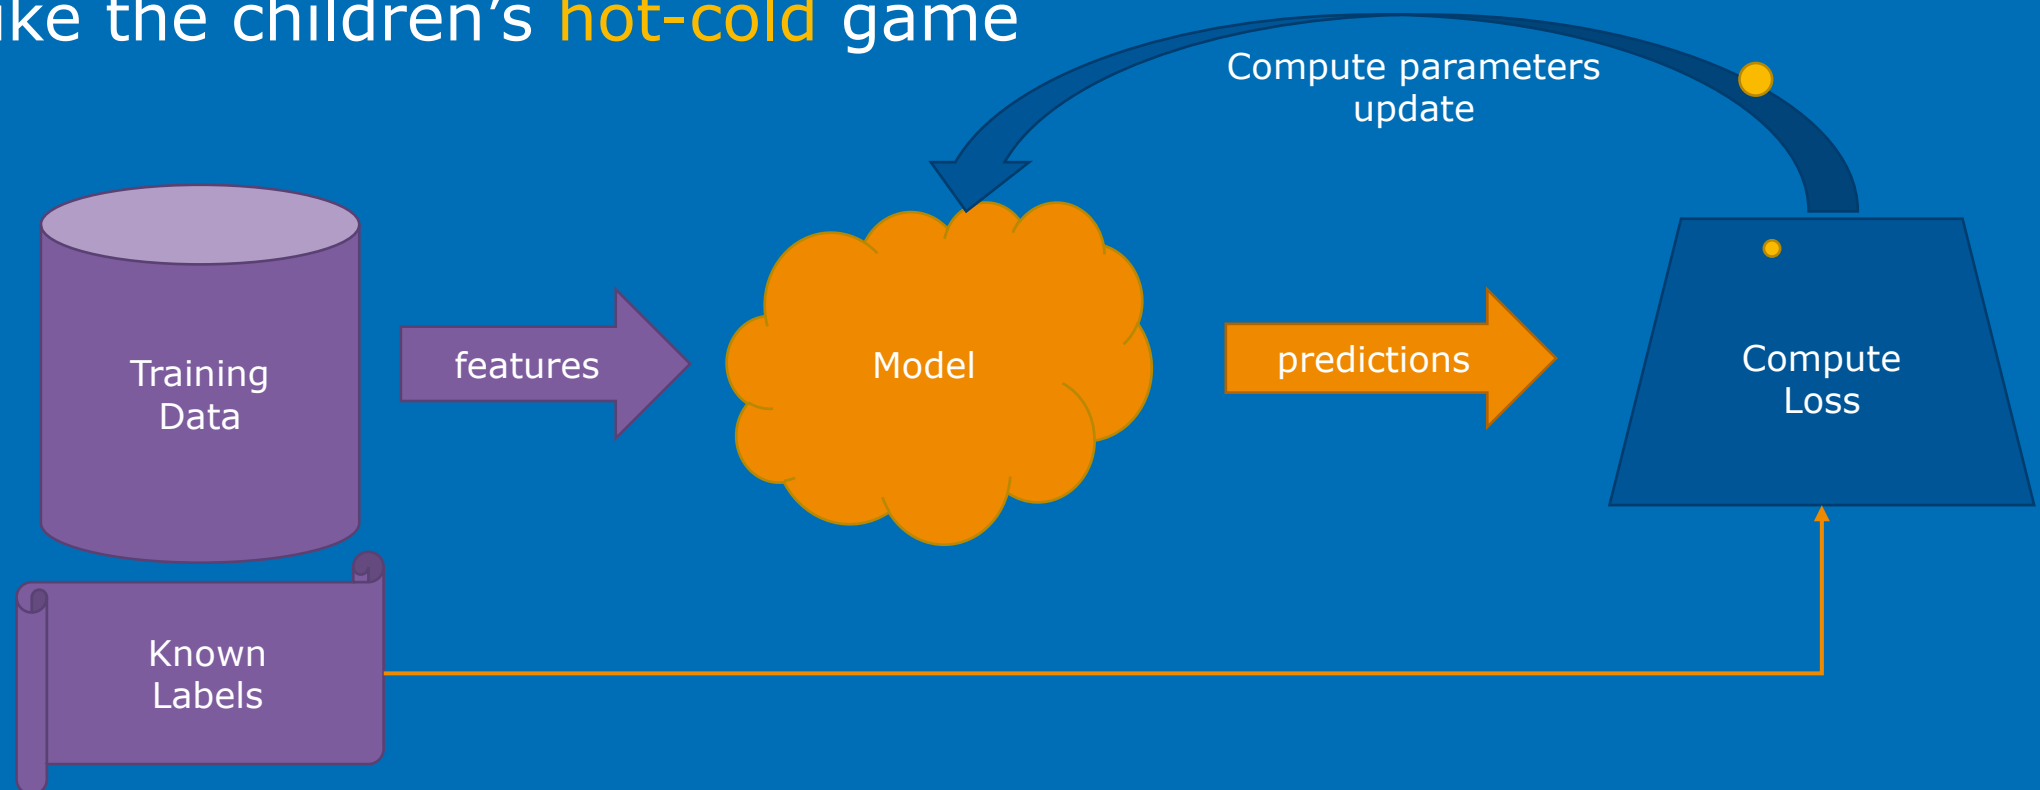 ike the children's hot-cold game
Compute parameters
update
Training
Data
features
Model
predictions
Compute
Loss
Known
Labels